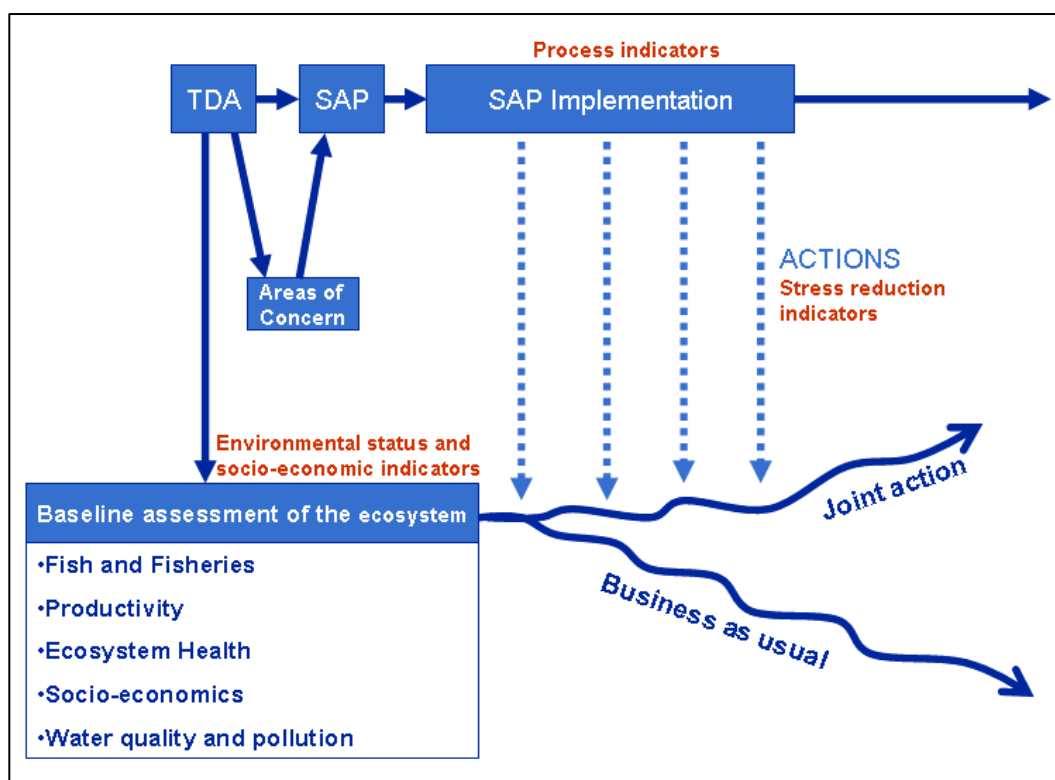 Process indicators
TDA
SAP
SAP Implementation
Areas of
Concern
ACTIONS
Stress reduction
indicators
Environmental status and
socio-economic indicators
Baseline assessment of the ecosystem
•Fish and Fisheries
•Productivity
•Ecosystem Health
•Socio-economics
•Water quality and pollution
Joint action
Business as usual